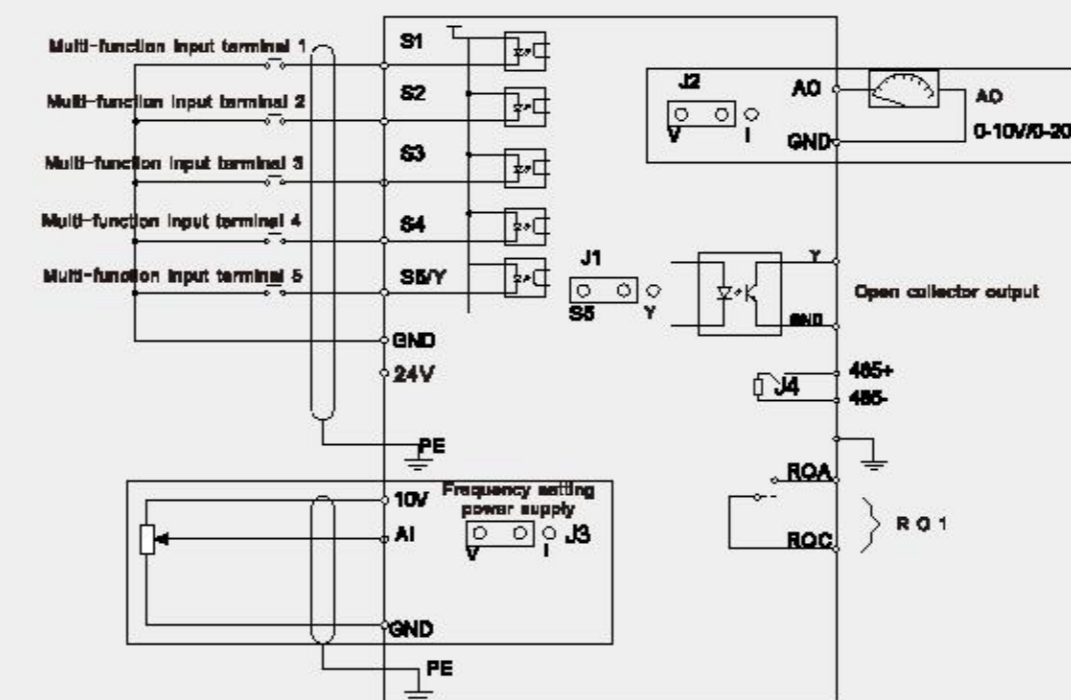 Multi-function input terminal 1
S1
Multi-function input terminal 2
S2
Multi-function input terminal 3
S3
Multi-function input terminal 4
S4
Multi-function input terminal 5
S5/Y
GND
24V
PE
J1
S5
Y
J2
V
I
AO
GND
AO
0-10V/0-20
Y
GND
Open collector output
485+
485-
J4
ROA
ROC
R O 1
10V
Frequency setting
power supply
AI
V
I
J3
GND
PE